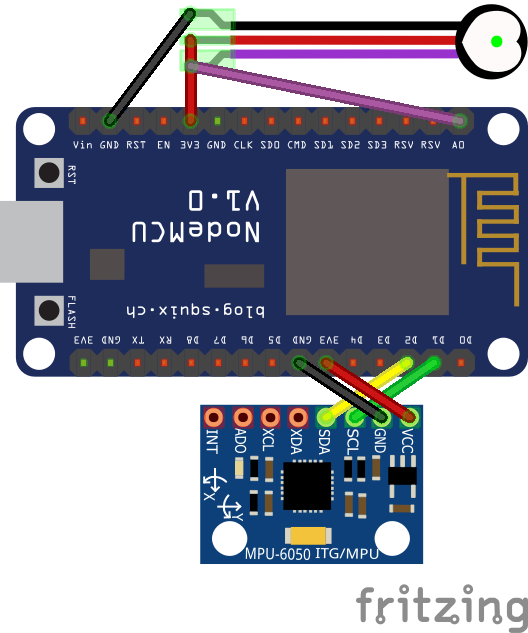 Vin GND RST EN 3V3 GND CLK SD0 CMD SD1 SD2 SD3 RSV RSV A0
RST
V1.0
NodeMCU
FLASH
blog.squix.ch
3V3 GND TX RX D8 D7 D6 D5 GND 3V3 D4 D3 D2 D1 D0
INT ADO XCL XDA SDA SCL GND VCC
X
Y
MPU-6050 ITG/MPU
fritzing